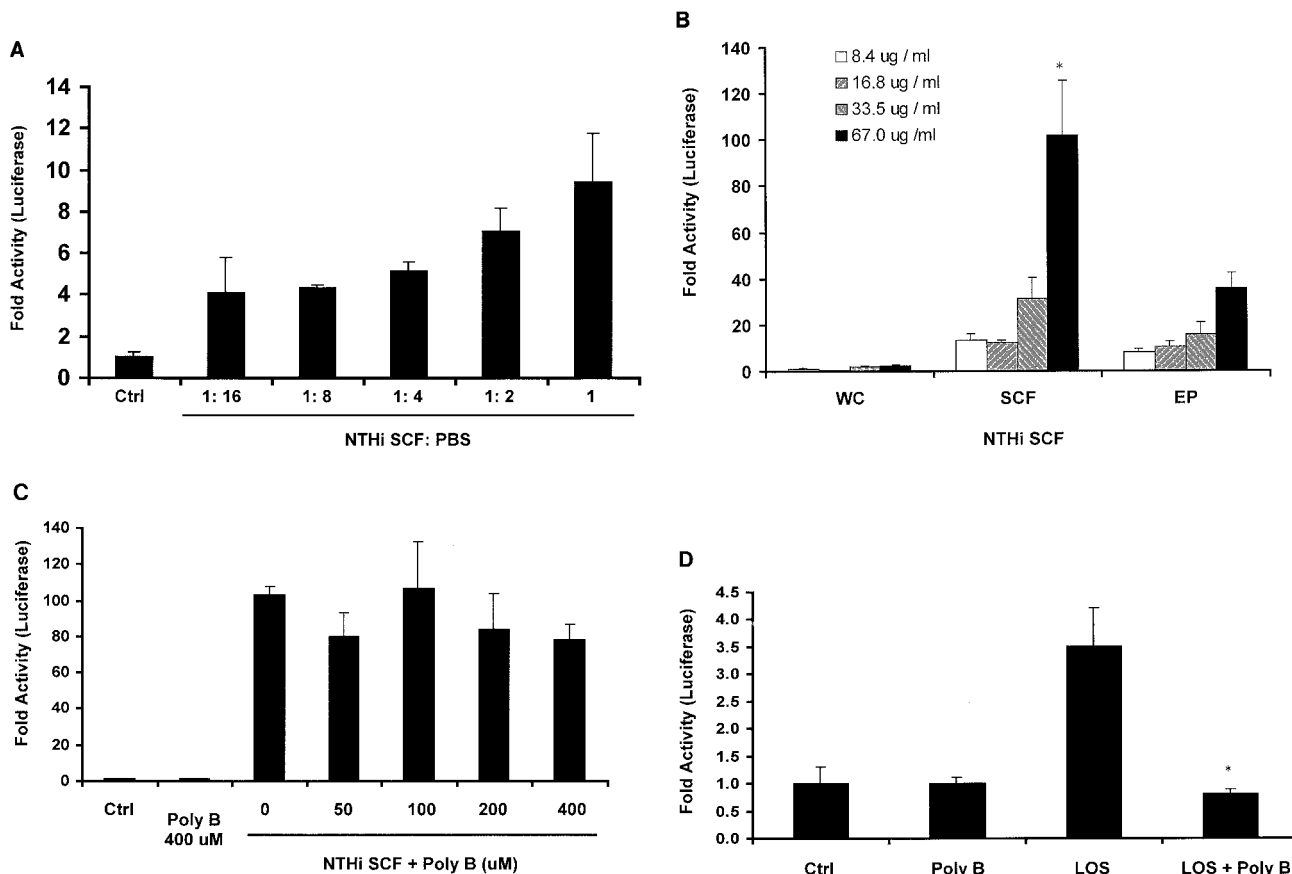 A
Fold Activity (Luciferase)
14
12
10
8
6
4
2
0
Ctrl 1: 16 1: 8 1: 4 1: 2 1
NTHi SCF: PBS
B
Fold Activity (Luciferase)
140
120
100
80
60
40
20
0
8.4 ug / ml
16.8 ug / ml
33.5 ug / ml
67.0 ug /ml
*
WC SCF EP
NTHi SCF
C
Fold Activity (Luciferase)
140
120
100
80
60
40
20
0
Ctrl Poly B 0 50 100 200 400
400 uM
NTHi SCF + Poly B (uM)
D
Fold Activity (Luciferase)
4.5
4.0
3.5
3.0
2.5
2.0
1.5
1.0
0.5
0.0
*
Ctrl Poly B LOS LOS + Poly B